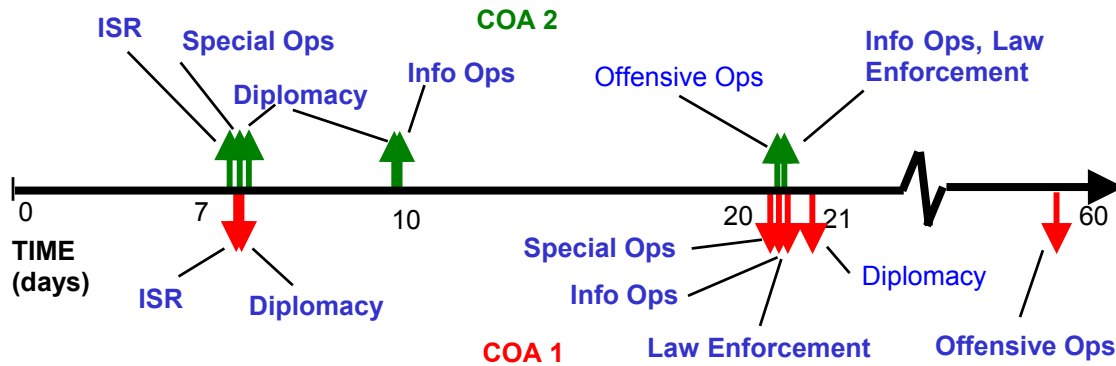 COA 2
ISR
Special Ops
Info Ops, Law
Enforcement
Info Ops
Offensive Ops
Diplomacy
0
7
10
20
21
60
TIME
(days)
Special Ops
Diplomacy
ISR
Diplomacy
Info Ops
COA 1
Law Enforcement
Offensive Ops